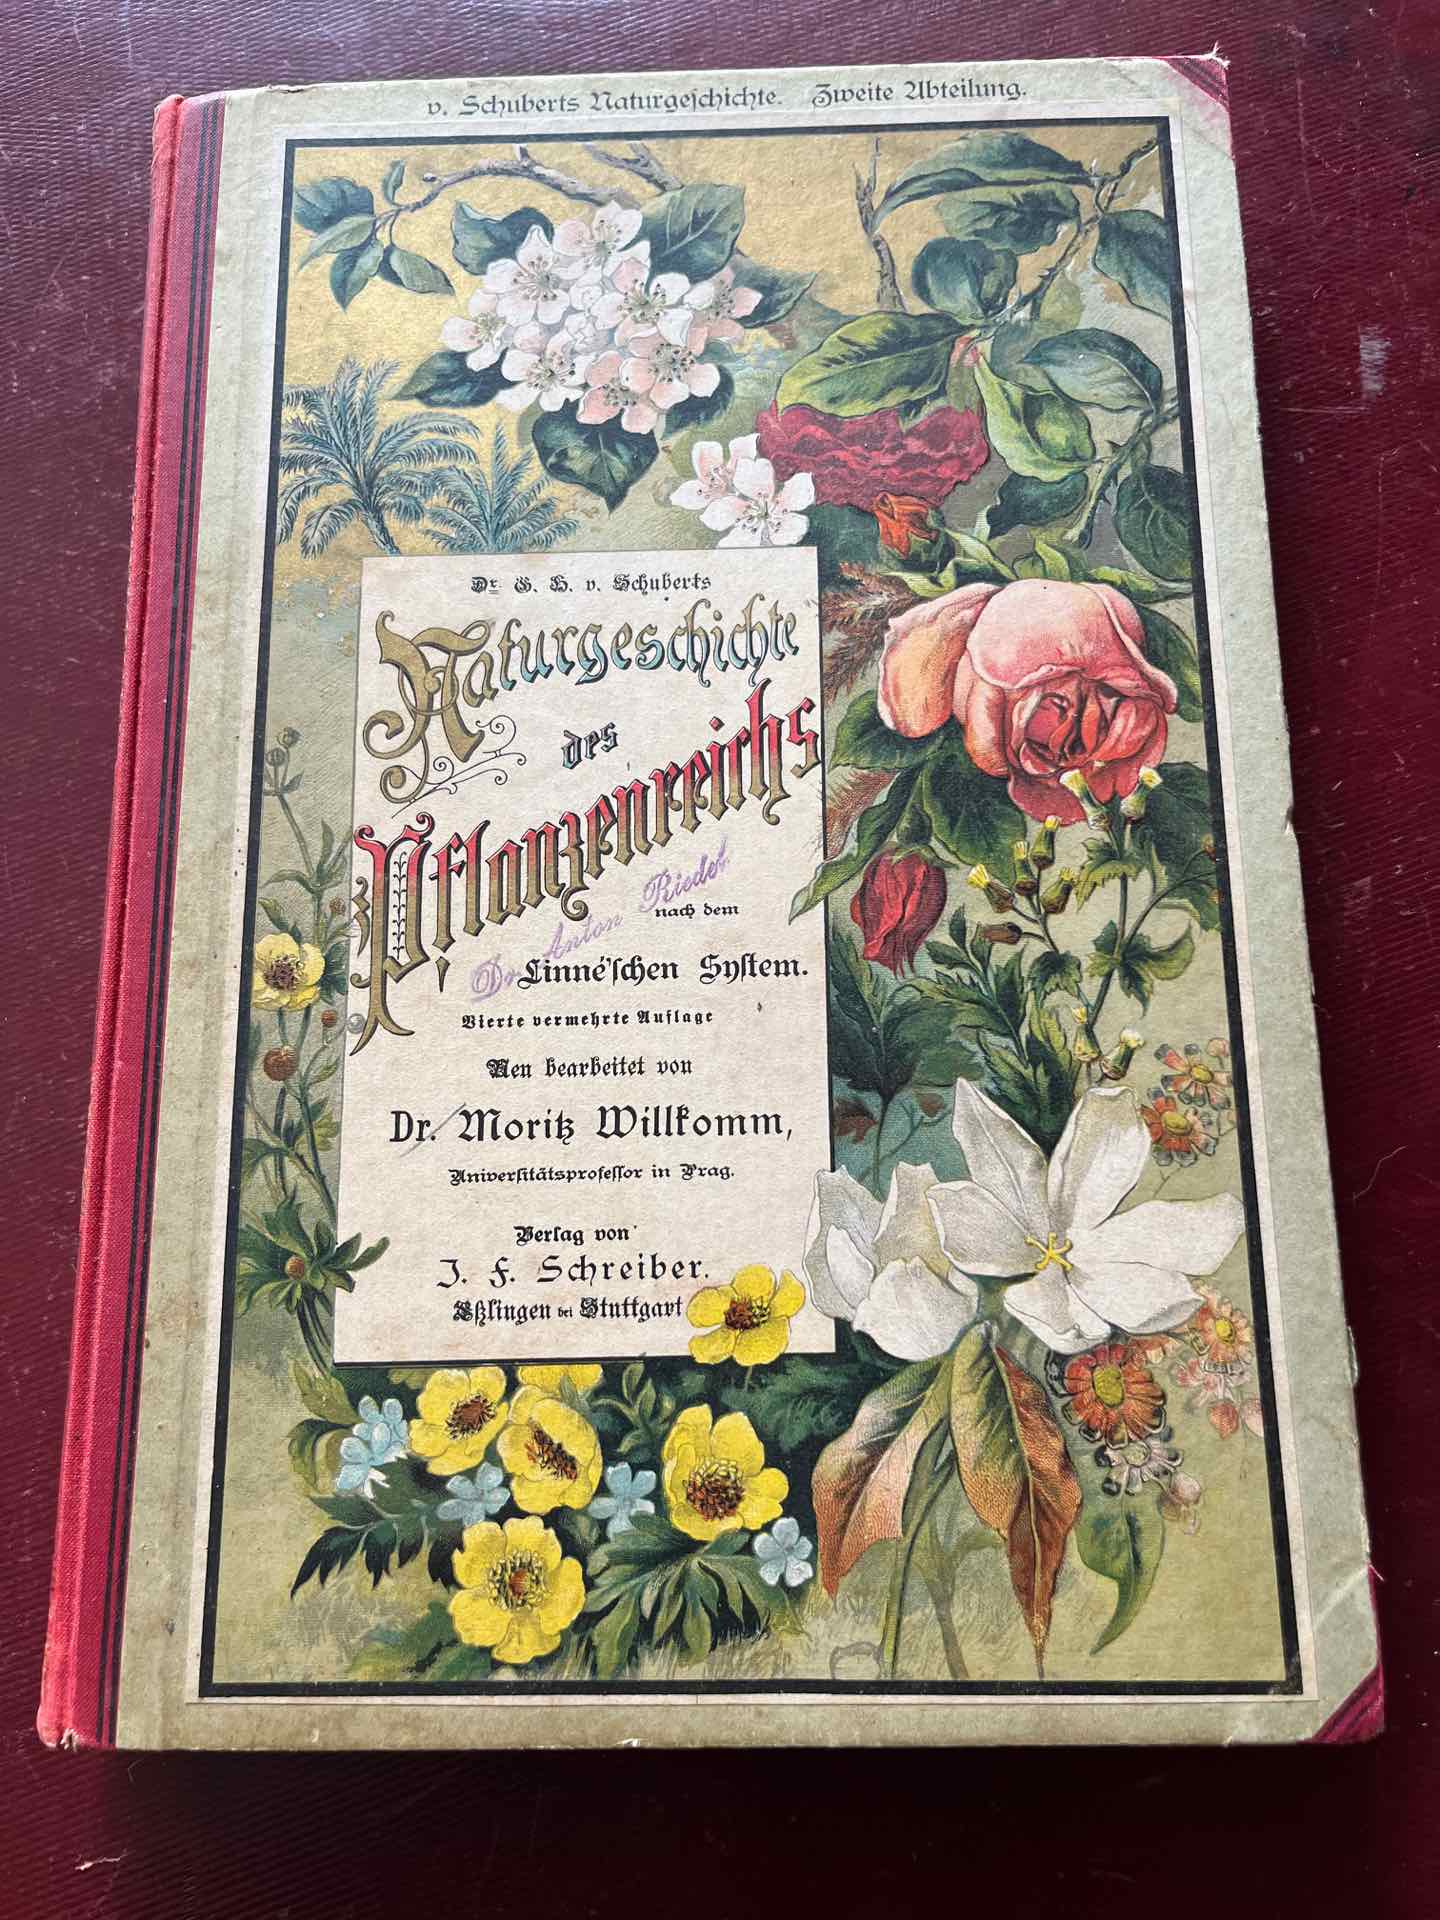 v. Schuberts Naturgeschichte. Zweite Abteilung.
Dr. G. H. v. Schuberts
Naturgeschichte
des
Pflanzenreichs
Dr. Anton Riedel
nach dem
Linné'schen System.
Vierte vermehrte Auflage
Neu bearbeitet von
Dr. Moritz Willkomm,
Universitätsprofessor in Prag.
Verlag von
J. F. Schreiber.
Eßlingen bei Stuttgart